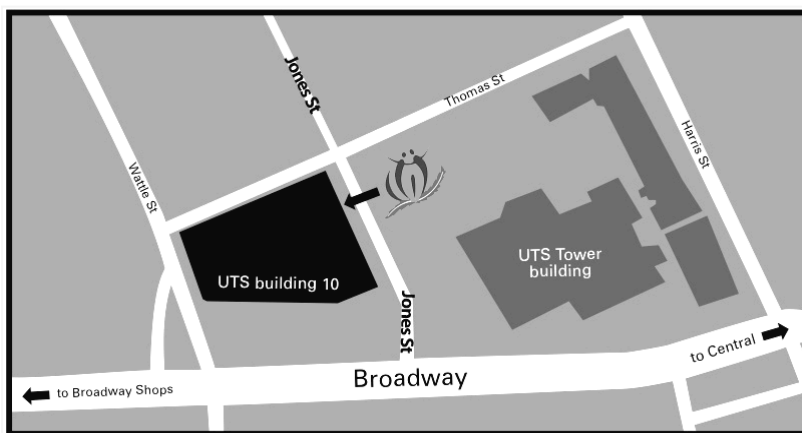 Jones St
Thomas St
Harris St
Wattle St
UTS Tower
building
UTS building 10
Jones St
to Central
Broadway
to Broadway Shops